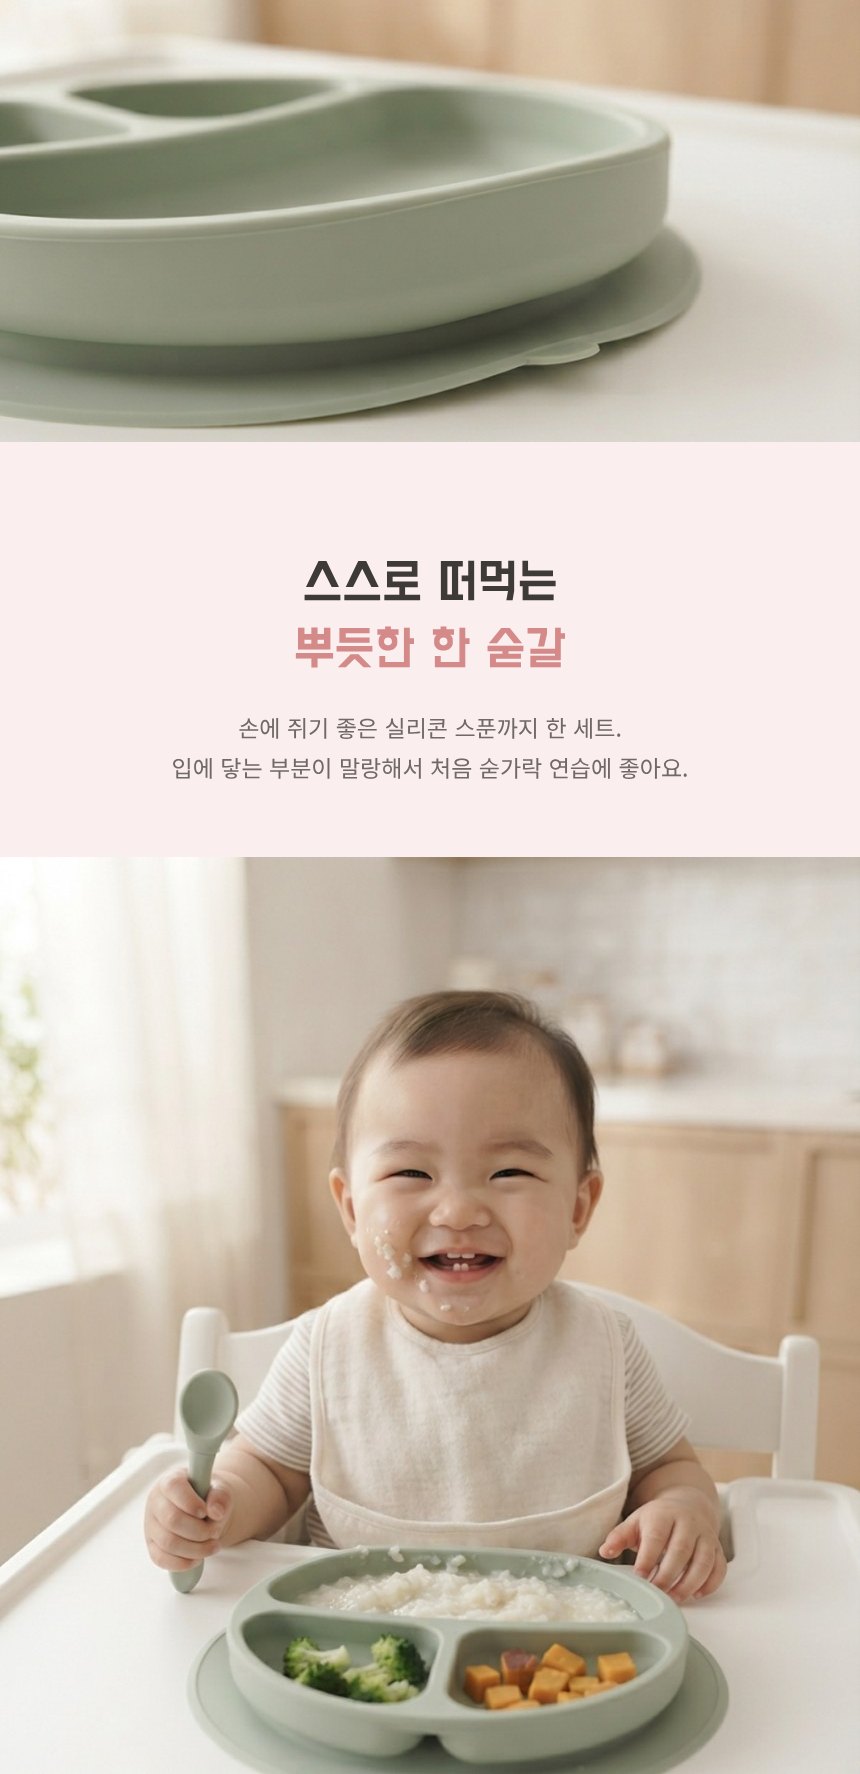 스스로 떠먹는
뿌듯한 한 숟갈
손에 쥐기 좋은 실리콘 스푼까지 한 세트.
입에 닿는 부분이 말랑해서 처음 숟가락 연습에 좋아요.